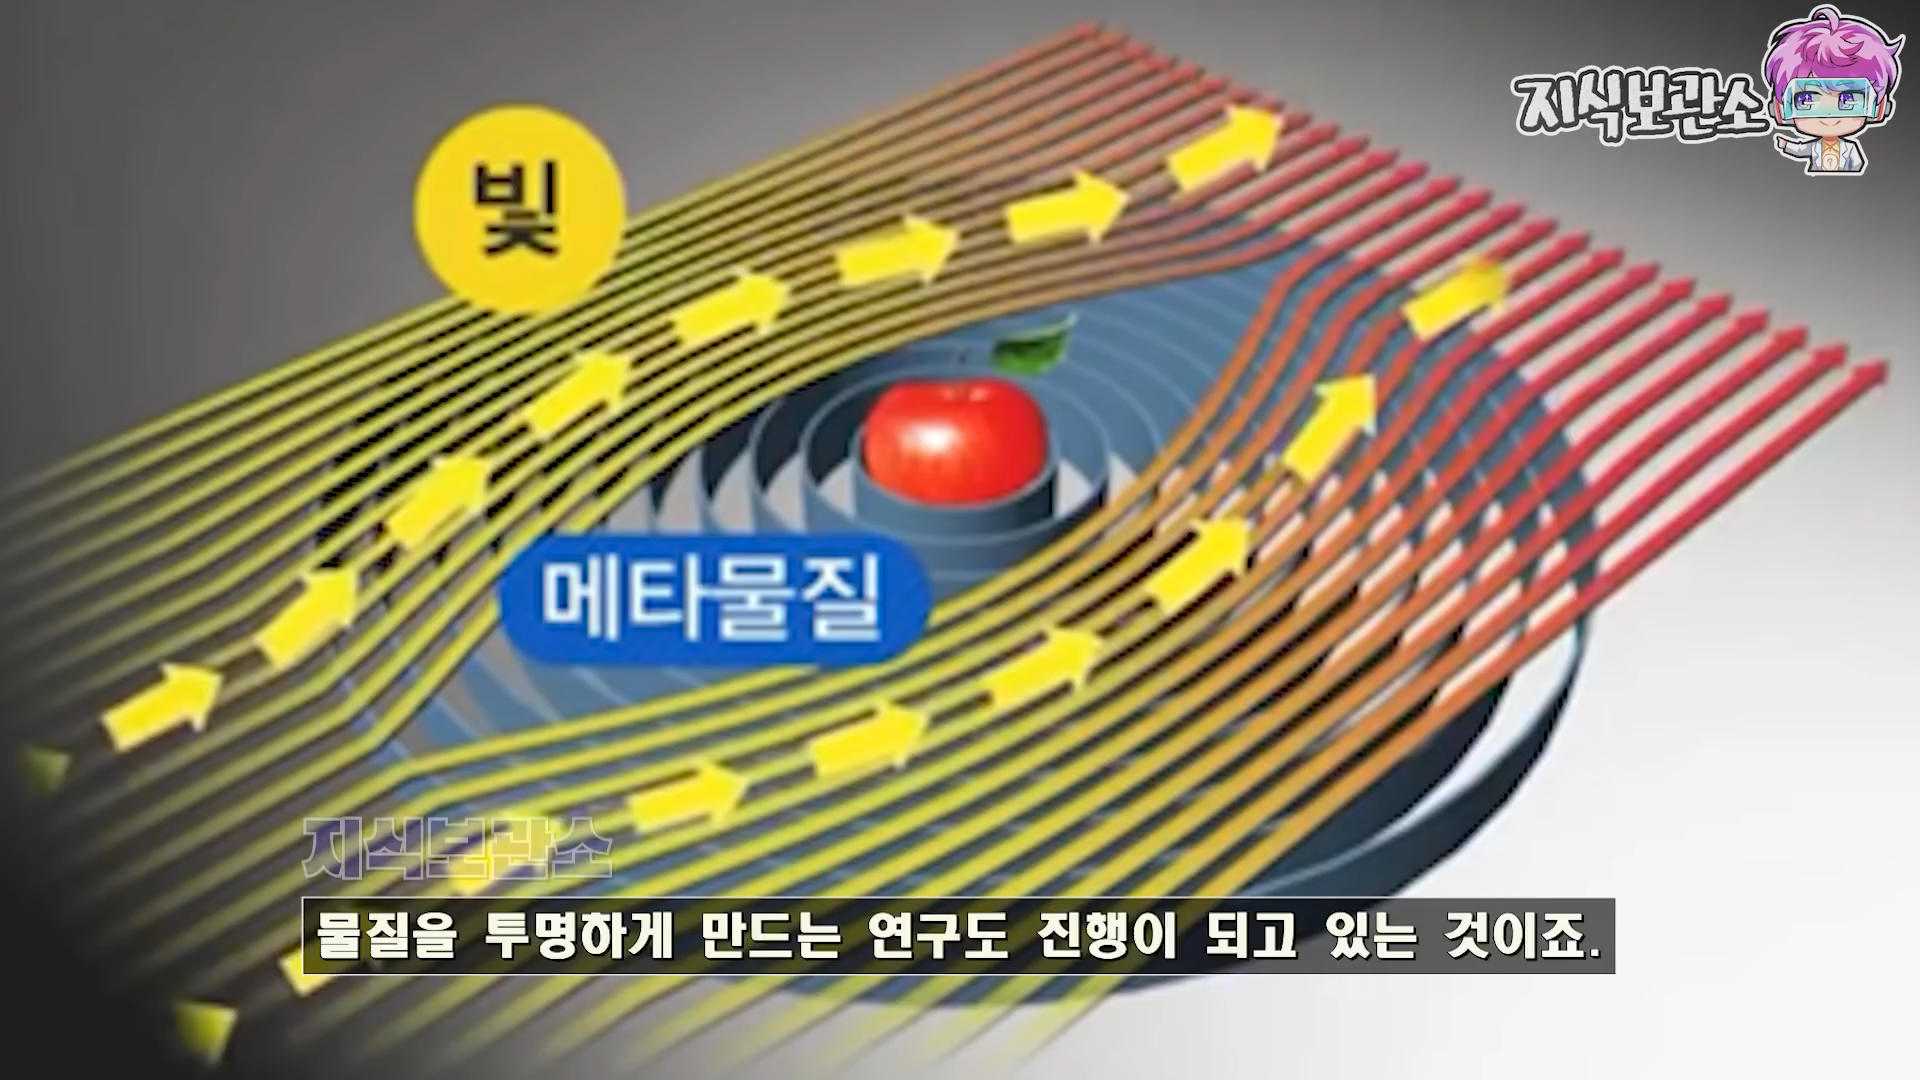 지식보관소
빛
메타물질
지식보관소
물질을 투명하게 만드는 연구도 진행이 되고 있는 것이죠.